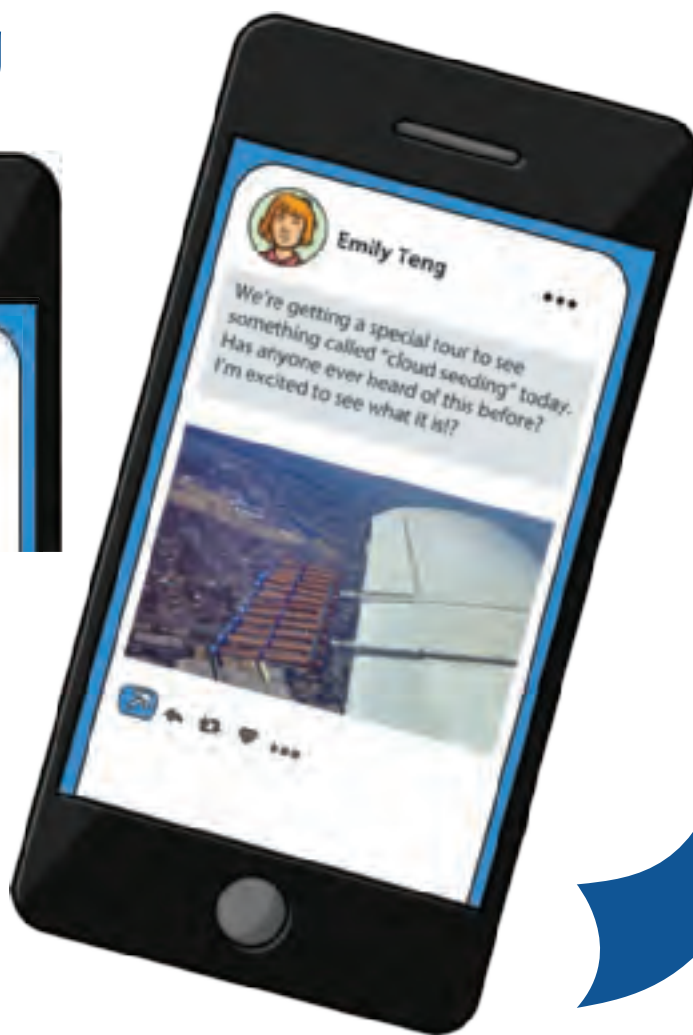 Emily Teng
We're getting a special tour to see
something called "cloud seeding" today.
Has anyone ever heard of this before?
I'm excited to see what it is!?